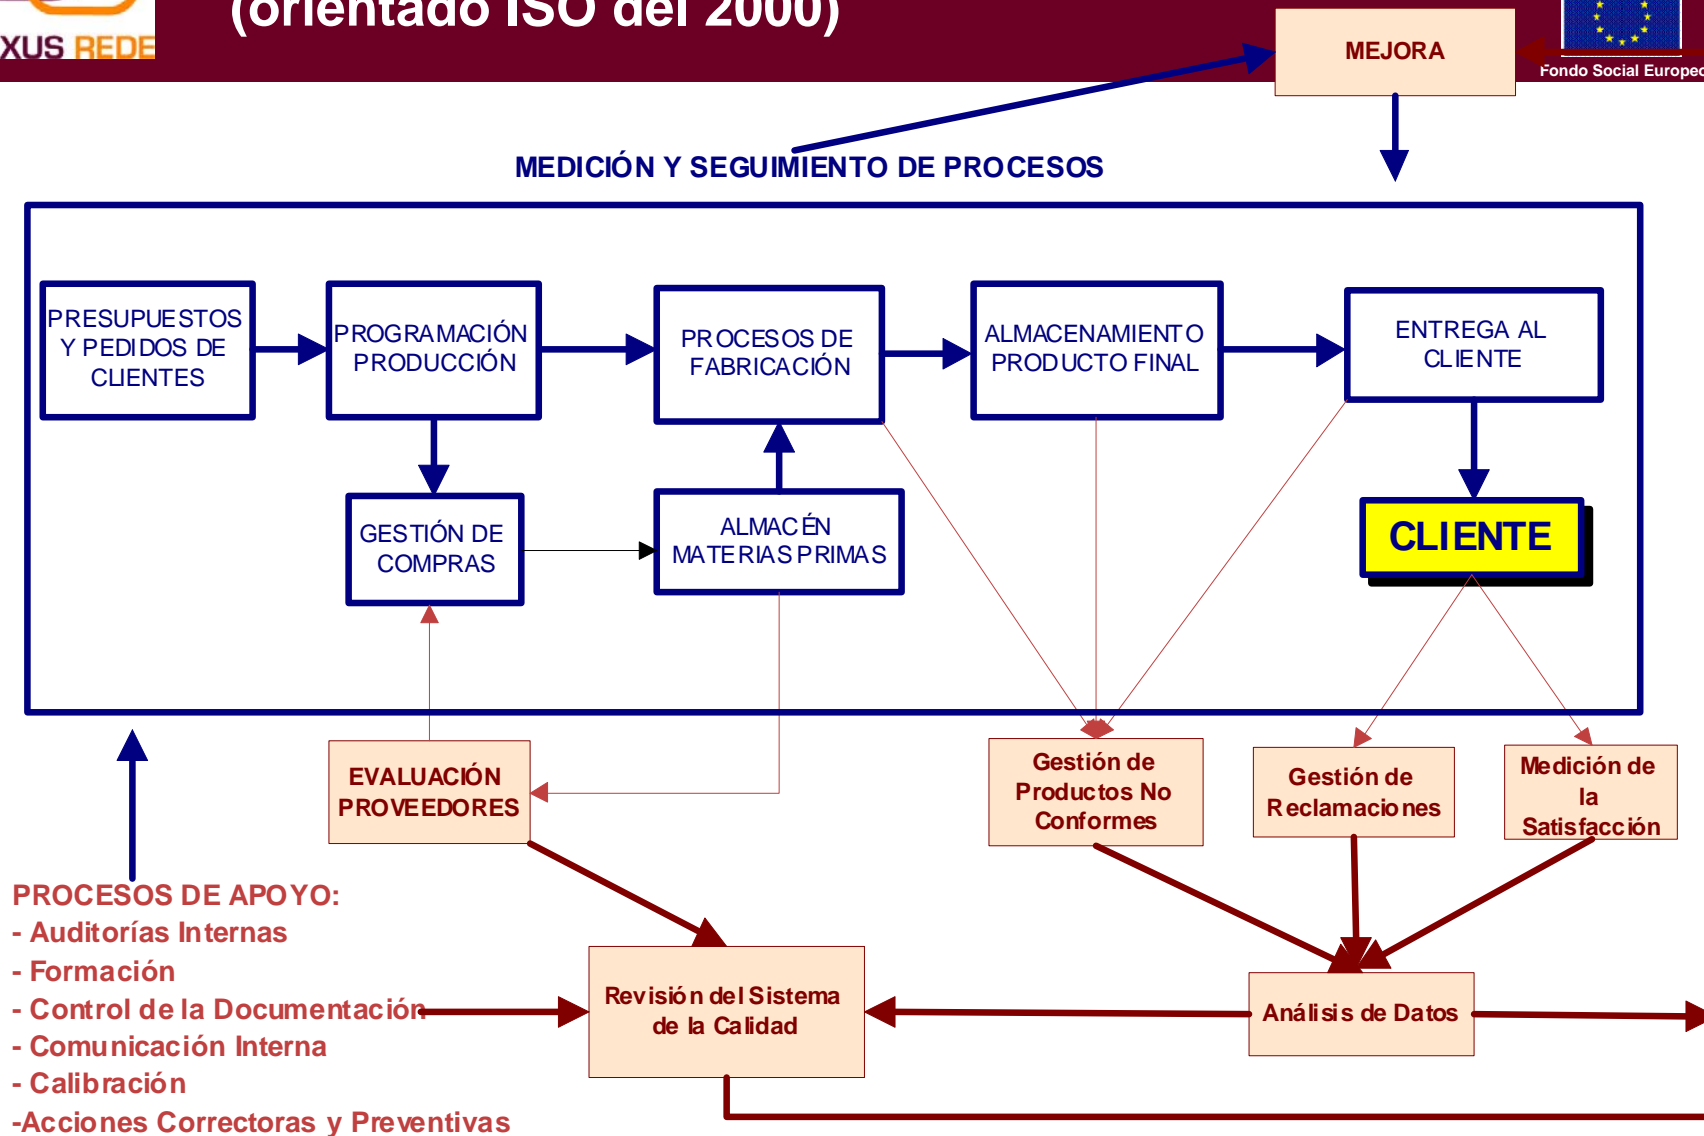 (orientado ISO del 2000)
XUS REDE
MEJORA
Fondo Social Europeo
MEDICIÓN Y SEGUIMIENTO DE PROCESOS
PRESUPUESTOS
Y PEDIDOS DE
CLIENTES
PROGRAMACIÓN
PRODUCCIÓN
PROCESOS DE
FABRICACIÓN
ALMACENAMIENTO
PRODUCTO FINAL
ENTREGA AL
CLIENTE
GESTIÓN DE
COMPRAS
ALMACÉN
MATERIAS PRIMAS
CLIENTE
EVALUACIÓN
PROVEEDORES
Gestión de
Productos No
Conformes
Gestión de
Reclamaciones
Medición de
la
Satisfacción
PROCESOS DE APOYO:
- Auditorías Internas
- Formación
- Control de la Documentación
- Comunicación Interna
- Calibración
-Acciones Correctoras y Preventivas
Revisión del Sistema
de la Calidad
Análisis de Datos